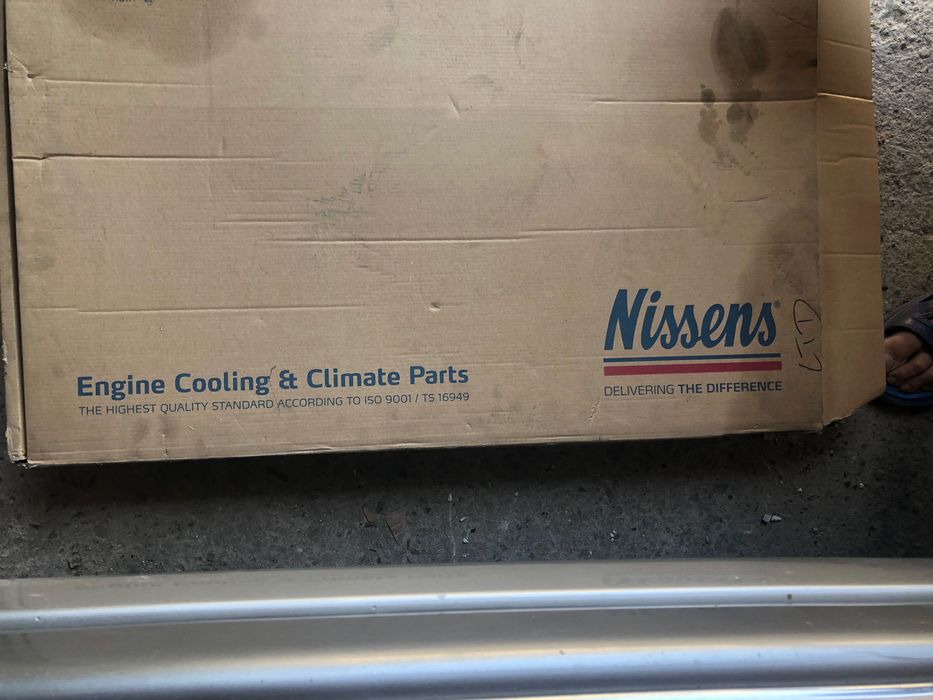 Nissens®
Engine Cooling & Climate Parts
THE HIGHEST QUALITY STANDARD ACCORDING TO ISO 9001 / TS 16949
DELIVERING THE DIFFERENCE